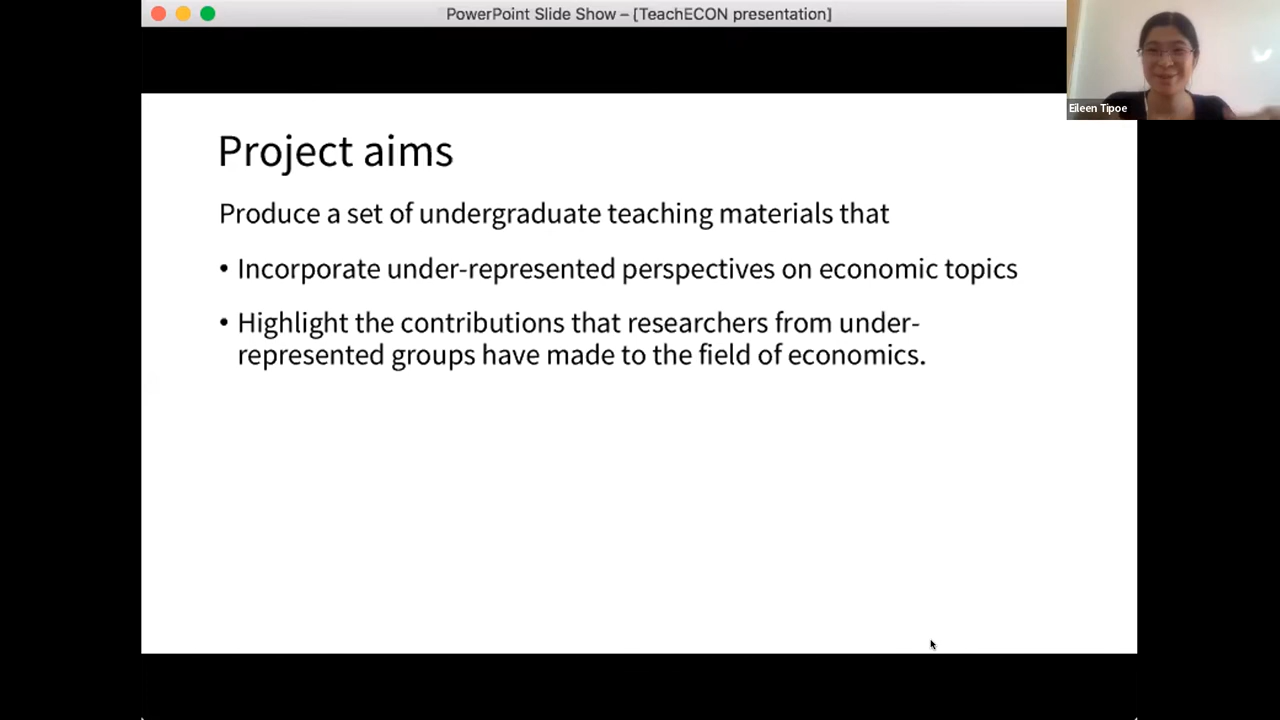 PowerPoint Slide Show – [TeachECON presentation]
Eileen Tipoe
Project aims
Produce a set of undergraduate teaching materials that
• Incorporate under-represented perspectives on economic topics
• Highlight the contributions that researchers from under-
represented groups have made to the field of economics.